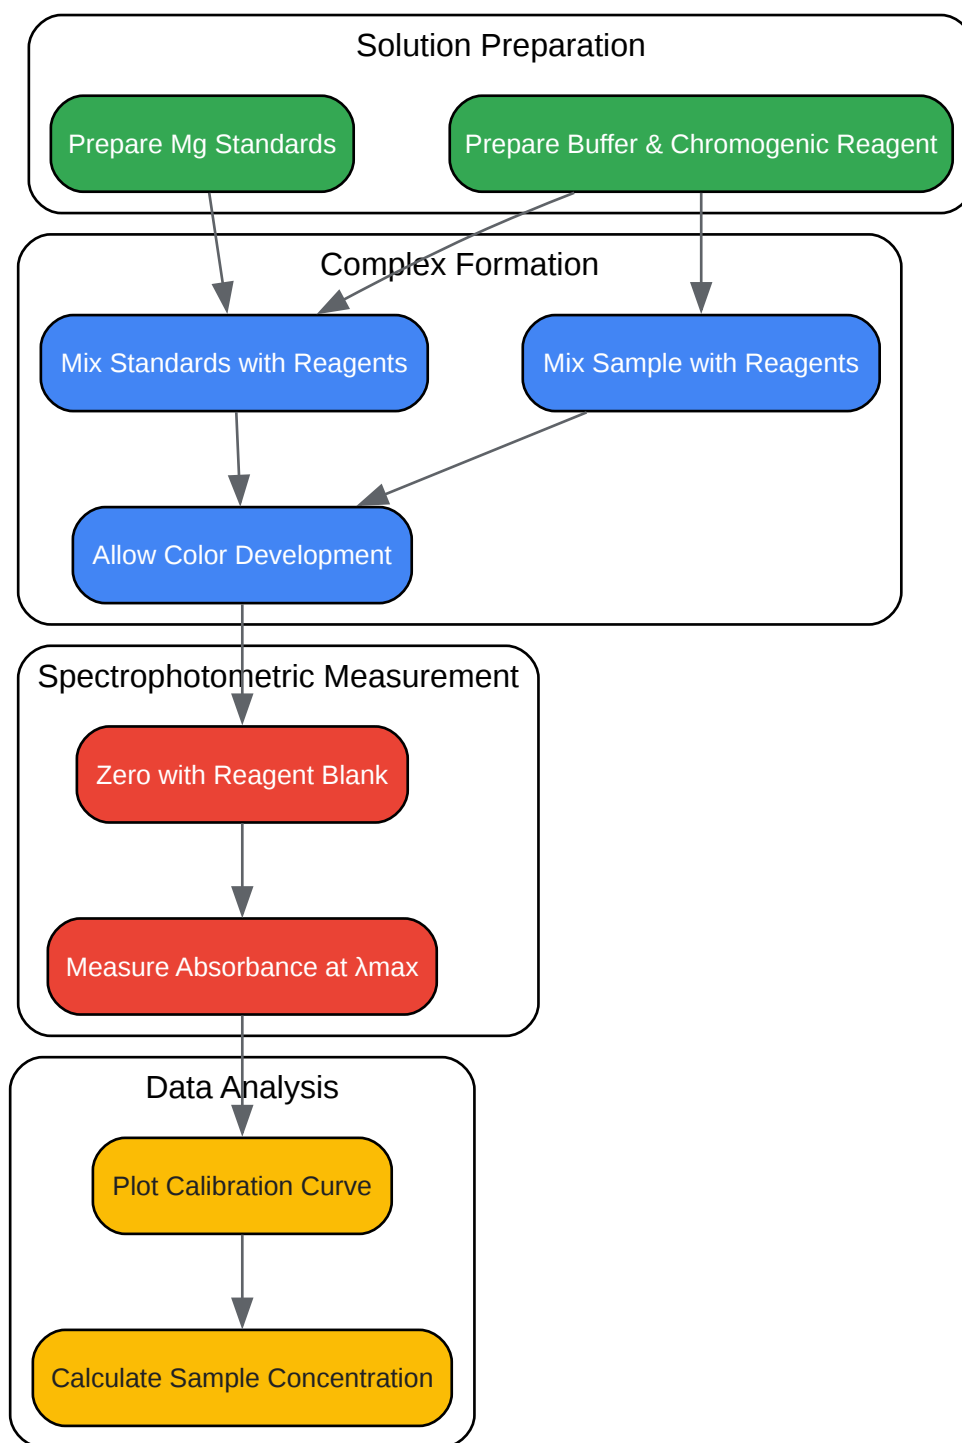 Solution Preparation
Prepare Mg Standards
Prepare Buffer & Chromogenic Reagent
Complex Formation
Mix Standards with Reagents
Mix Sample with Reagents
Allow Color Development
Spectrophotometric Measurement
Zero with Reagent Blank
Measure Absorbance at λmax
Data Analysis
Plot Calibration Curve
Calculate Sample Concentration